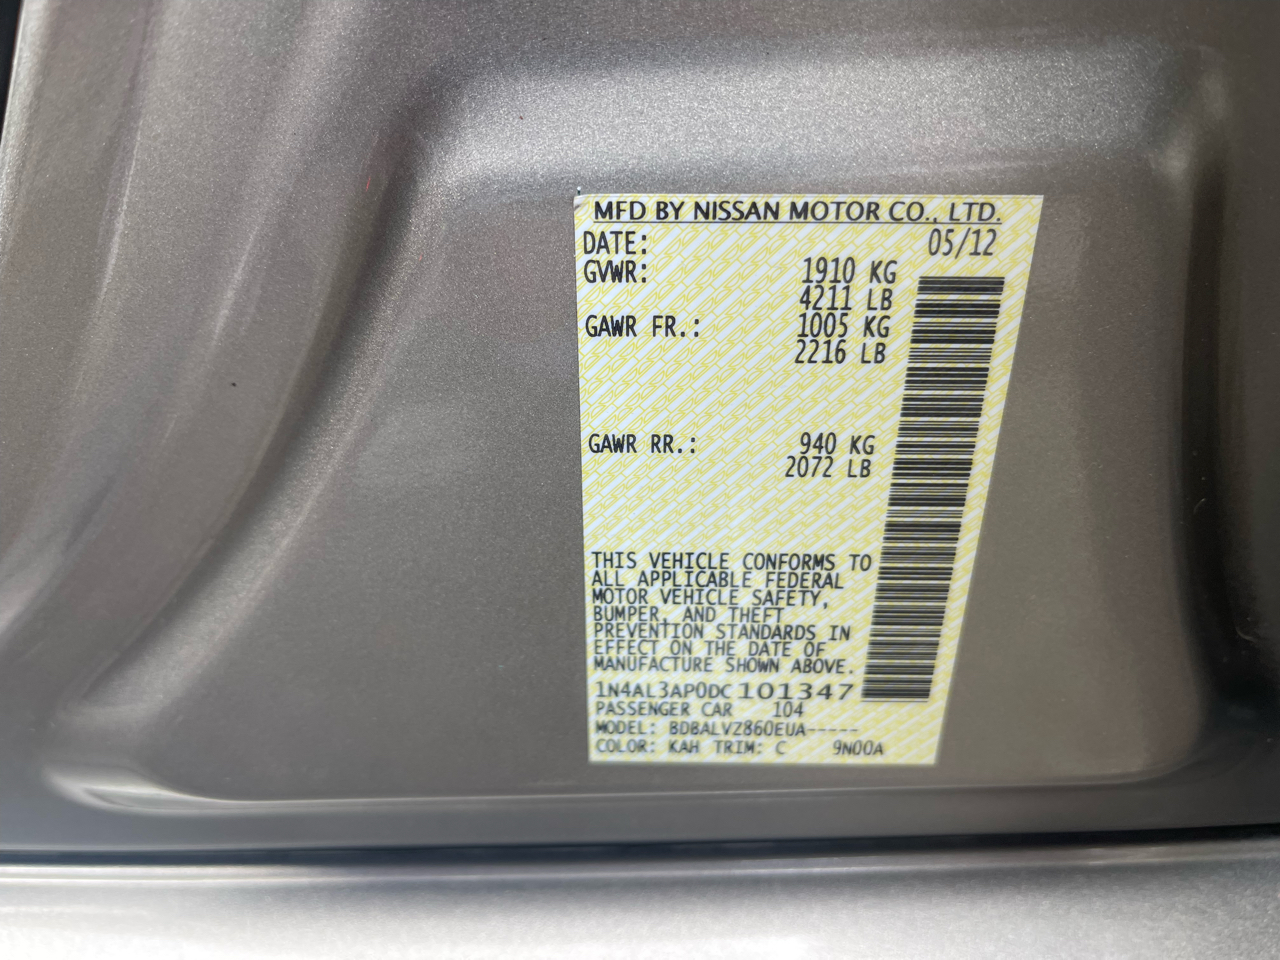 MFD BY NISSAN MOTOR CO., LTD.
DATE: 05/12
GVWR: 1910 KG
4211 LB
GAWR FR.: 1005 KG
2216 LB
GAWR RR.: 940 KG
2072 LB
THIS VEHICLE CONFORMS TO
ALL APPLICABLE FEDERAL
MOTOR VEHICLE SAFETY,
BUMPER, AND THEFT
PREVENTION STANDARDS IN
EFFECT ON THE DATE OF
MANUFACTURE SHOWN ABOVE.
1N4AL3AP0DC101347
PASSENGER CAR 104
MODEL: BDBALVZ860EUA-----
COLOR: KAH TRIM: C 9N00A